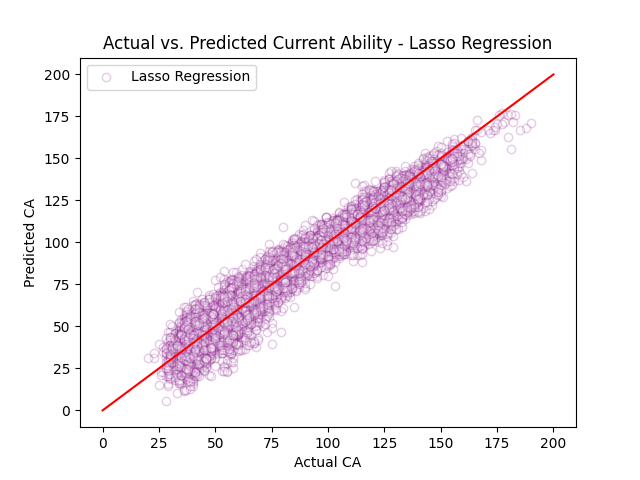 Actual vs. Predicted Current Ability - Lasso Regression
Lasso Regression
200
175
150
125
100
75
50
25
0
Predicted CA
0 25 50 75 100 125 150 175 200
Actual CA